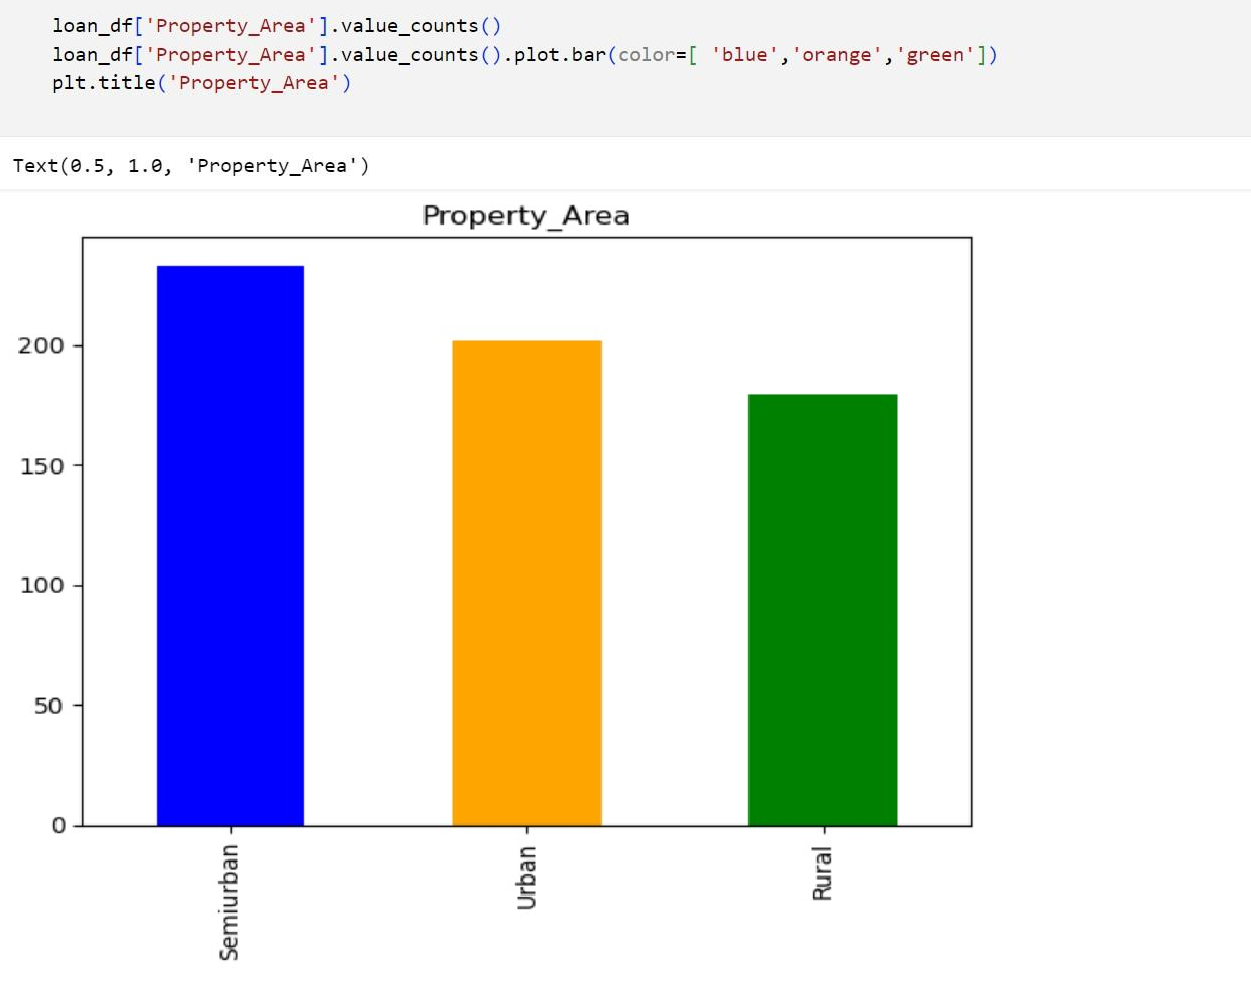 loan_df['Property_Area'].value_counts()
loan_df['Property_Area'].value_counts().plot.bar(color=[ 'blue','orange','green'])
plt.title('Property_Area')
Text(0.5, 1.0, 'Property_Area')
Property_Area
200
150
100
50
0
Semiurban
Urban
Rural